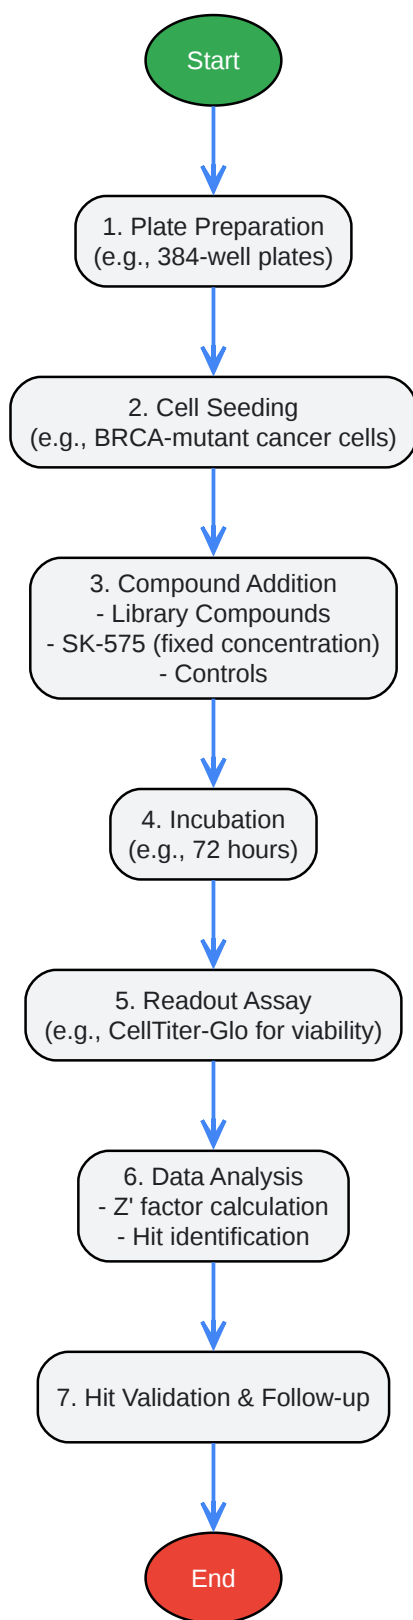 Start
1. Plate Preparation
(e.g., 384-well plates)
2. Cell Seeding
(e.g., BRCA-mutant cancer cells)
3. Compound Addition
- Library Compounds
- SK-575 (fixed concentration)
- Controls
4. Incubation
(e.g., 72 hours)
5. Readout Assay
(e.g., CellTiter-Glo for viability)
6. Data Analysis
- Z' factor calculation
- Hit identification
7. Hit Validation & Follow-up
End